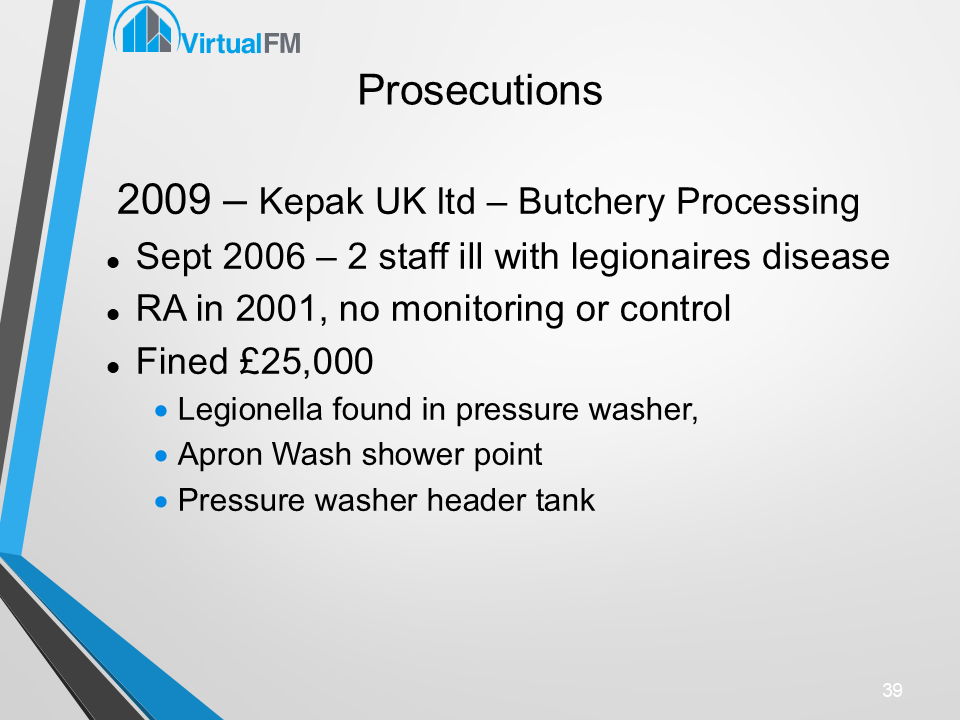 VirtualFM
Prosecutions
2009 – Kepak UK ltd – Butchery Processing
● Sept 2006 – 2 staff ill with legionaires disease
● RA in 2001, no monitoring or control
● Fined £25,000
● Legionella found in pressure washer,
● Apron Wash shower point
● Pressure washer header tank
39